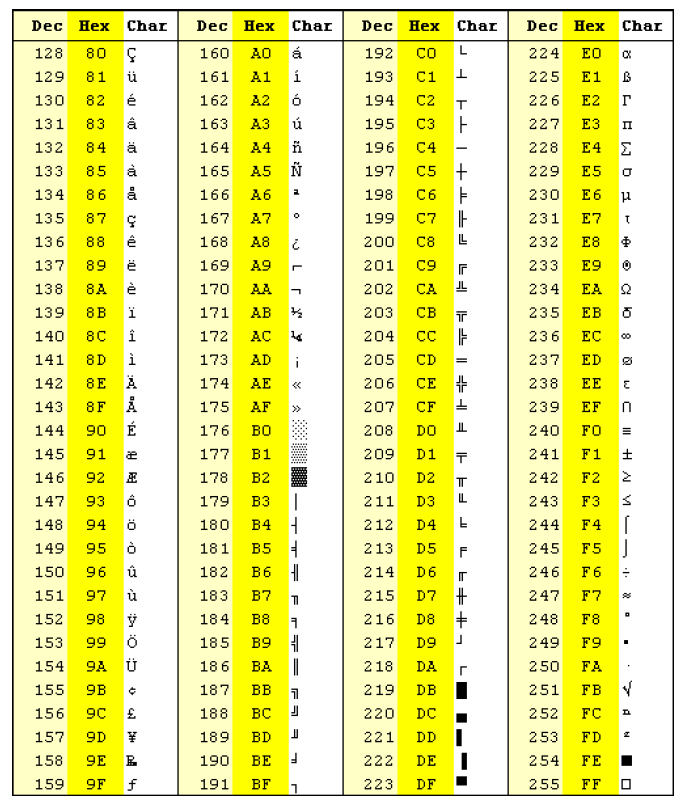 Dec Hex Char Dec Hex Char Dec Hex Char Dec Hex Char
128 80 Ç 160 A0 á 192 C0 └ 224 E0 α
129 81 ü 161 A1 í 193 C1 ┴ 225 E1 ß
130 82 é 162 A2 ó 194 C2 ┬ 226 E2 Γ
131 83 â 163 A3 ú 195 C3 ├ 227 E3 π
132 84 ä 164 A4 ñ 196 C4 ─ 228 E4 Σ
133 85 à 165 A5 Ñ 197 C5 ┼ 229 E5 σ
134 86 å 166 A6 ª 198 C6 ╞ 230 E6 µ
135 87 ç 167 A7 º 199 C7 ╟ 231 E7 τ
136 88 ê 168 A8 ¿ 200 C8 ╚ 232 E8 Φ
137 89 ë 169 A9 ⌐ 201 C9 ╔ 233 E9 Θ
138 8A è 170 AA ¬ 202 CA ╩ 234 EA Ω
139 8B ï 171 AB ½ 203 CB ╦ 235 EB δ
140 8C î 172 AC ¼ 204 CC ╠ 236 EC ∞
141 8D ì 173 AD ¡ 205 CD ═ 237 ED ø
142 8E Ä 174 AE « 206 CE ╬ 238 EE ε
143 8F Å 175 AF » 207 CF ╧ 239 EF ∩
144 90 É 176 B0 ░ 208 D0 ╨ 240 F0 ≡
145 91 æ 177 B1 ▒ 209 D1 ╤ 241 F1 ±
146 92 Æ 178 B2 ▓ 210 D2 ╥ 242 F2 ≥
147 93 ô 179 B3 │ 211 D3 ╙ 243 F3 ≤
148 94 ö 180 B4 ┤ 212 D4 ╘ 244 F4 ⌠
149 95 ò 181 B5 ╡ 213 D5 ╒ 245 F5 ⌡
150 96 û 182 B6 ╢ 214 D6 ╓ 246 F6 ÷
151 97 ù 183 B7 ╖ 215 D7 ╫ 247 F7 ≈
152 98 ÿ 184 B8 ╕ 216 D8 ╪ 248 F8 °
153 99 Ö 185 B9 ╣ 217 D9 ┘ 249 F9 ∙
154 9A Ü 186 BA ║ 218 DA ┌ 250 FA ·
155 9B ¢ 187 BB ╗ 219 DB █ 251 FB √
156 9C £ 188 BC ╝ 220 DC ▄ 252 FC ⁿ
157 9D ¥ 189 BD ╜ 221 DD ▌ 253 FD ²
158 9E ₧ 190 BE ╛ 222 DE ▐ 254 FE ■
159 9F ƒ 191 BF ┐ 223 DF ▀ 255 FF □